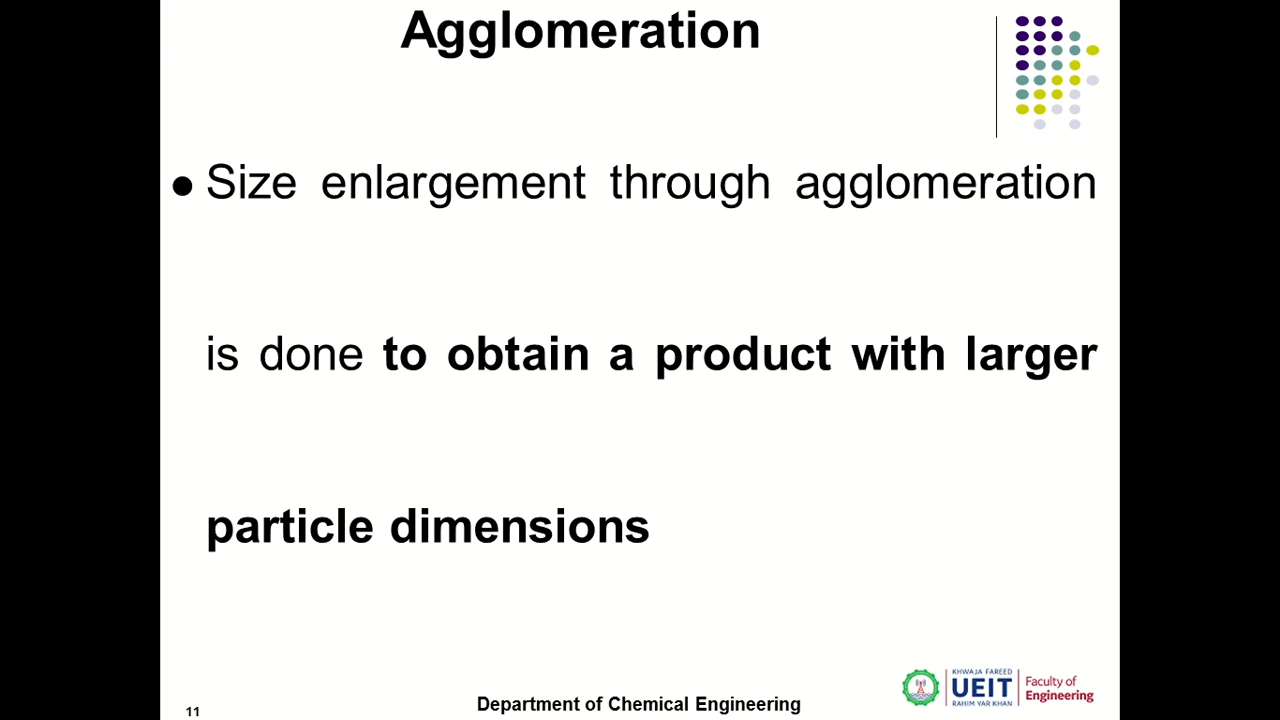 Agglomeration
● Size enlargement through agglomeration
is done to obtain a product with larger
particle dimensions
11
Department of Chemical Engineering
KHWAJA FAREED
UEIT
RAHIM YAR KHAN
Faculty of
Engineering